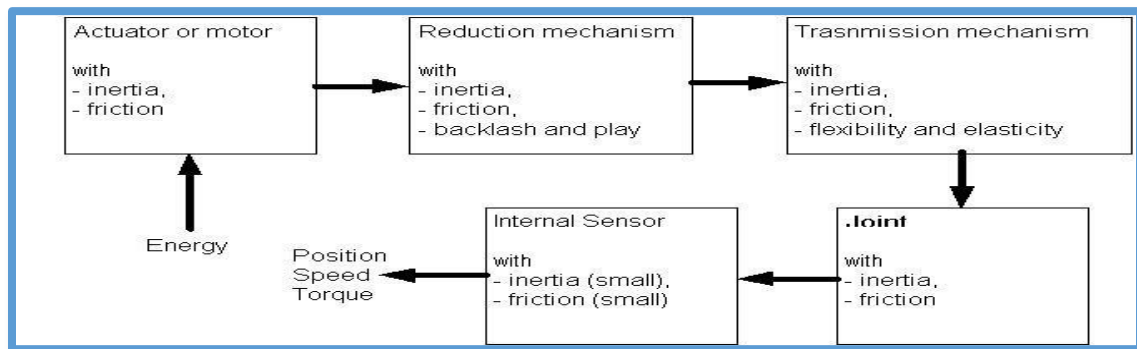 Actuator or motor
with
- inertia,
- friction
Reduction mechanism
with
- inertia,
- friction,
- backlash and play
Trasnmission mechanism
with
- inertia,
- friction,
- flexibility and elasticity
Energy
Position
Speed
Torque
Internal Sensor
with
- inertia (small),
- friction (small)
Joint
with
- inertia,
- friction